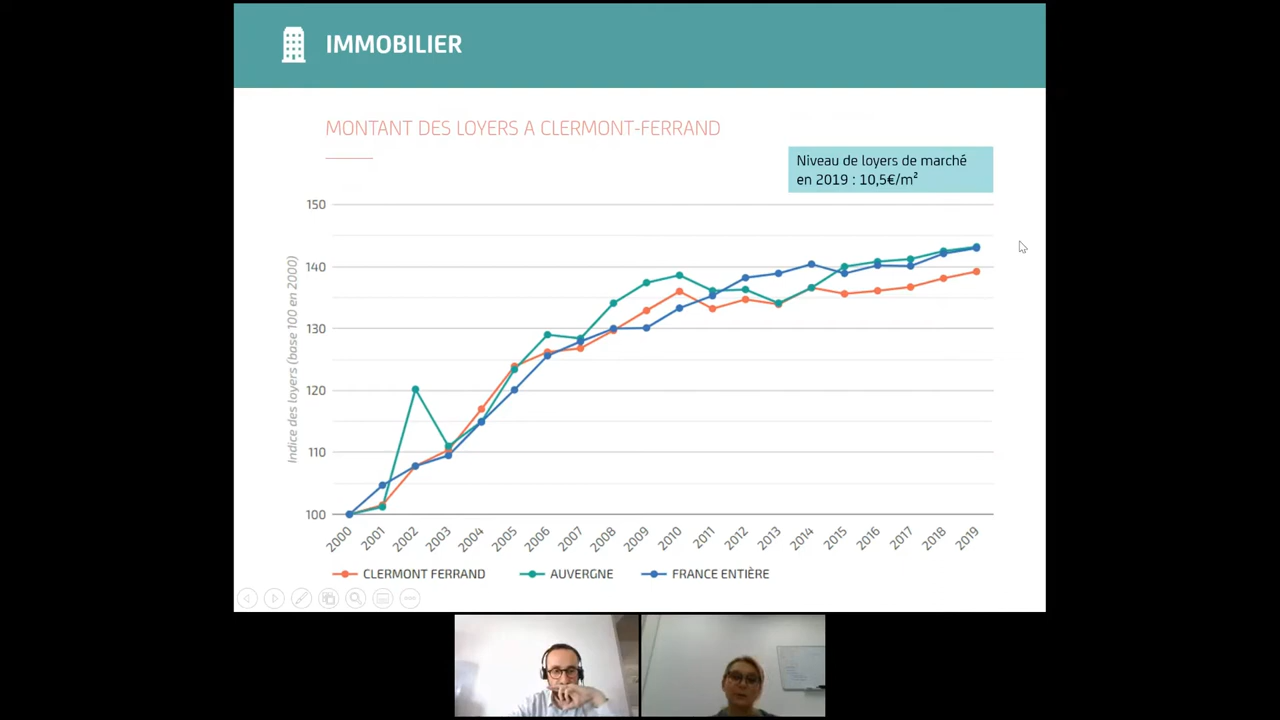 IMMOBILIER
MONTANT DES LOYERS A CLERMONT-FERRAND
Niveau de loyers de marché
en 2019 : 10,5€/m²
Indice des loyers (base 100 en 2000)
150
140
130
120
110
100
2000 2001 2002 2003 2004 2005 2006 2007 2008 2009 2010 2011 2012 2013 2014 2015 2016 2017 2018 2019
CLERMONT FERRAND AUVERGNE FRANCE ENTIÈRE